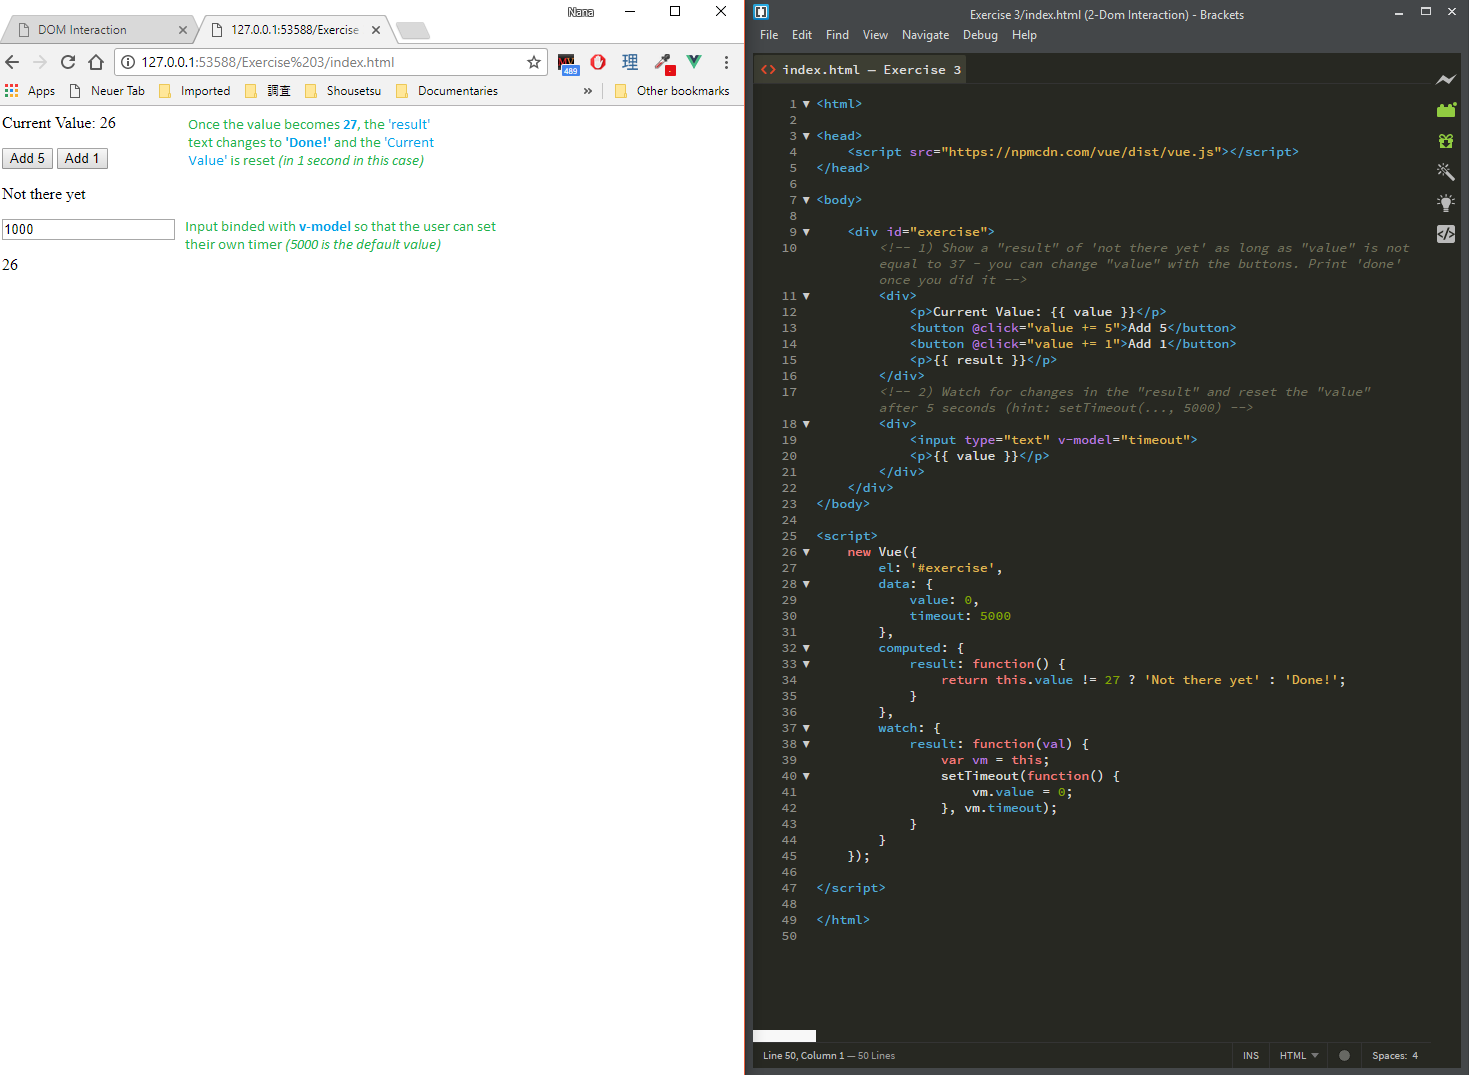 Nana
DOM Interaction
127.0.0.1:53588/Exercise
127.0.0.1:53588/Exercise%203/index.html
489
理
Apps
Neuer Tab
Imported
調査
Shousetsu
Documentaries
»
Other bookmarks
Current Value: 26
Add 5
Add 1
Not there yet
1000
26
Once the value becomes 27, the 'result'
text changes to 'Done!' and the 'Current
Value' is reset (in 1 second in this case)
Input binded with v-model so that the user can set
their own timer (5000 is the default value)
Exercise 3/index.html (2-Dom Interaction) - Brackets
File Edit Find View Navigate Debug Help
<> index.html — Exercise 3
1 <html>
2
3 <head>
4 <script src="https://npmcdn.com/vue/dist/vue.js"></script>
5 </head>
6
7 <body>
8
9 <div id="exercise">
10 <!-- 1) Show a "result" of 'not there yet' as long as "value" is not
equal to 37 - you can change "value" with the buttons. Print 'done'
once you did it -->
11 <div>
12 <p>Current Value: {{ value }}</p>
13 <button @click="value += 5">Add 5</button>
14 <button @click="value += 1">Add 1</button>
15 <p>{{ result }}</p>
16 </div>
17 <!-- 2) Watch for changes in the "result" and reset the "value"
after 5 seconds (hint: setTimeout(..., 5000) -->
18 <div>
19 <input type="text" v-model="timeout">
20 <p>{{ value }}</p>
21 </div>
22 </div>
23 </body>
24
25 <script>
26 new Vue({
27 el: '#exercise',
28 data: {
29 value: 0,
30 timeout: 5000
31 },
32 computed: {
33 result: function() {
34 return this.value != 27 ? 'Not there yet' : 'Done!';
35 }
36 },
37 watch: {
38 result: function(val) {
39 var vm = this;
40 setTimeout(function() {
41 vm.value = 0;
42 }, vm.timeout);
43 }
44 }
45 });
46
47 </script>
48
49 </html>
50
Line 50, Column 1 — 50 Lines
INS
HTML
Spaces: 4